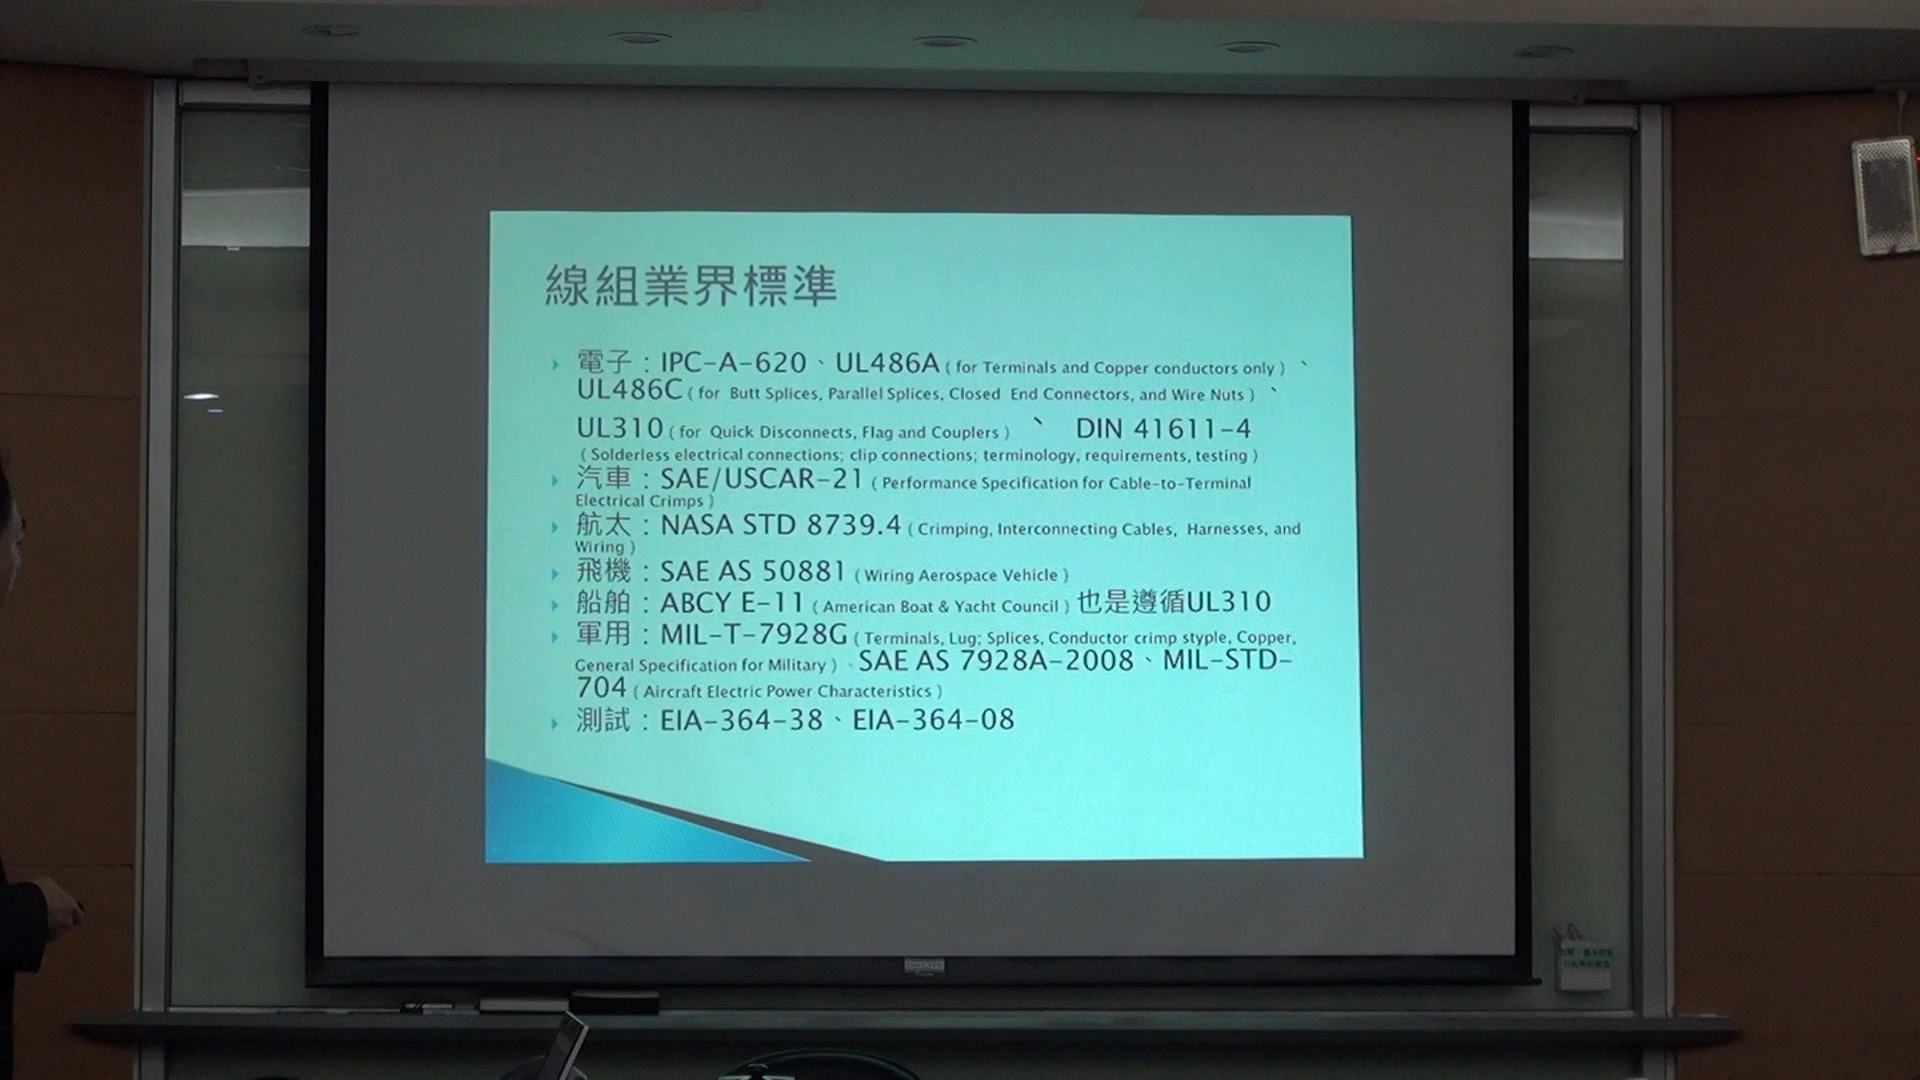 線組業界標準
電子：IPC-A-620、UL486A ( for Terminals and Copper conductors only ) 、
UL486C ( for Butt Splices, Parallel Splices, Closed End Connectors, and Wire Nuts ) 、
UL310 ( for Quick Disconnects, Flag and Couplers ) 、 DIN 41611-4
( Solderless electrical connections; clip connections; terminology, requirements, testing )
汽車：SAE/USCAR-21 ( Performance Specification for Cable-to-Terminal
Electrical Crimps )
航太：NASA STD 8739.4 ( Crimping, Interconnecting Cables, Harnesses, and
Wiring )
飛機：SAE AS 50881 ( Wiring Aerospace Vehicle )
船舶：ABCY E-11 ( American Boat & Yacht Council ) 也是遵循UL310
軍用：MIL-T-7928G ( Terminals, Lug; Splices, Conductor crimp styple, Copper,
General Specification for Military ) 、SAE AS 7928A-2008、MIL-STD-
704 ( Aircraft Electric Power Characteristics )
測試：EIA-364-38、EIA-364-08